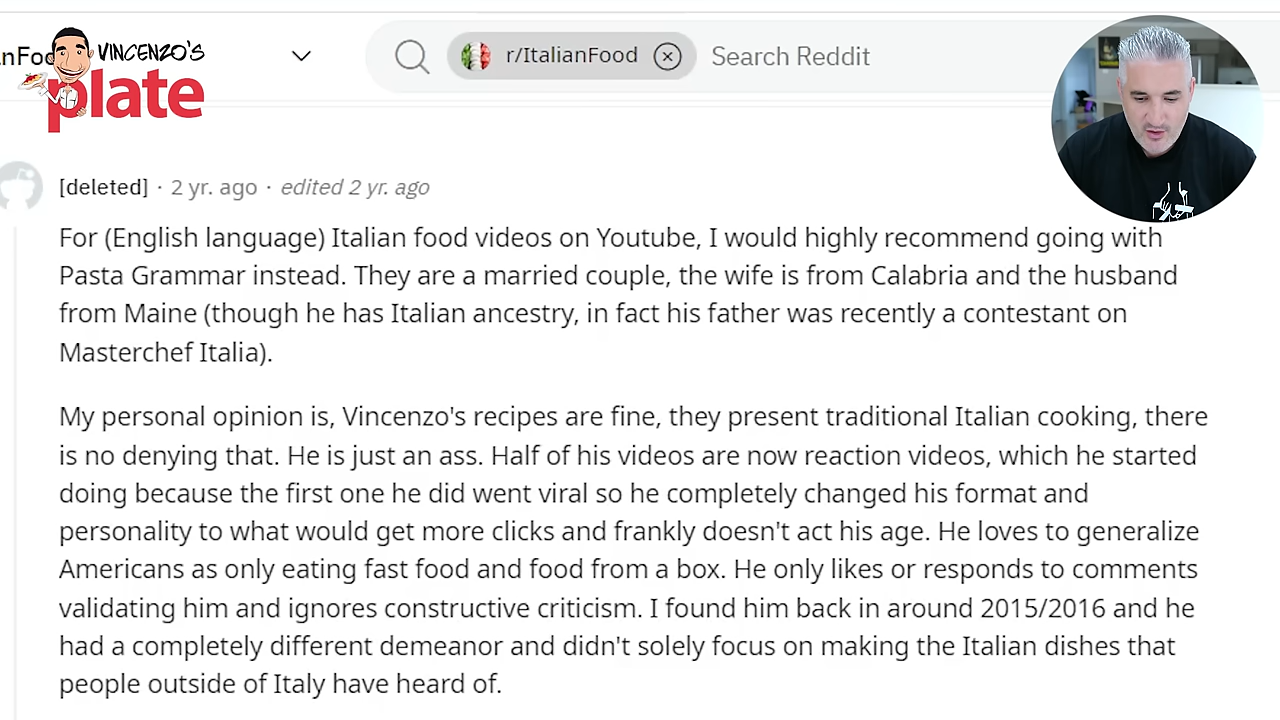 nFoo
VINCENZO'S
plate
r/ItalianFood
Search Reddit
[deleted] · 2 yr. ago · edited 2 yr. ago
For (English language) Italian food videos on Youtube, I would highly recommend going with
Pasta Grammar instead. They are a married couple, the wife is from Calabria and the husband
from Maine (though he has Italian ancestry, in fact his father was recently a contestant on
Masterchef Italia).
My personal opinion is, Vincenzo's recipes are fine, they present traditional Italian cooking, there
is no denying that. He is just an ass. Half of his videos are now reaction videos, which he started
doing because the first one he did went viral so he completely changed his format and
personality to what would get more clicks and frankly doesn't act his age. He loves to generalize
Americans as only eating fast food and food from a box. He only likes or responds to comments
validating him and ignores constructive criticism. I found him back in around 2015/2016 and he
had a completely different demeanor and didn't solely focus on making the Italian dishes that
people outside of Italy have heard of.